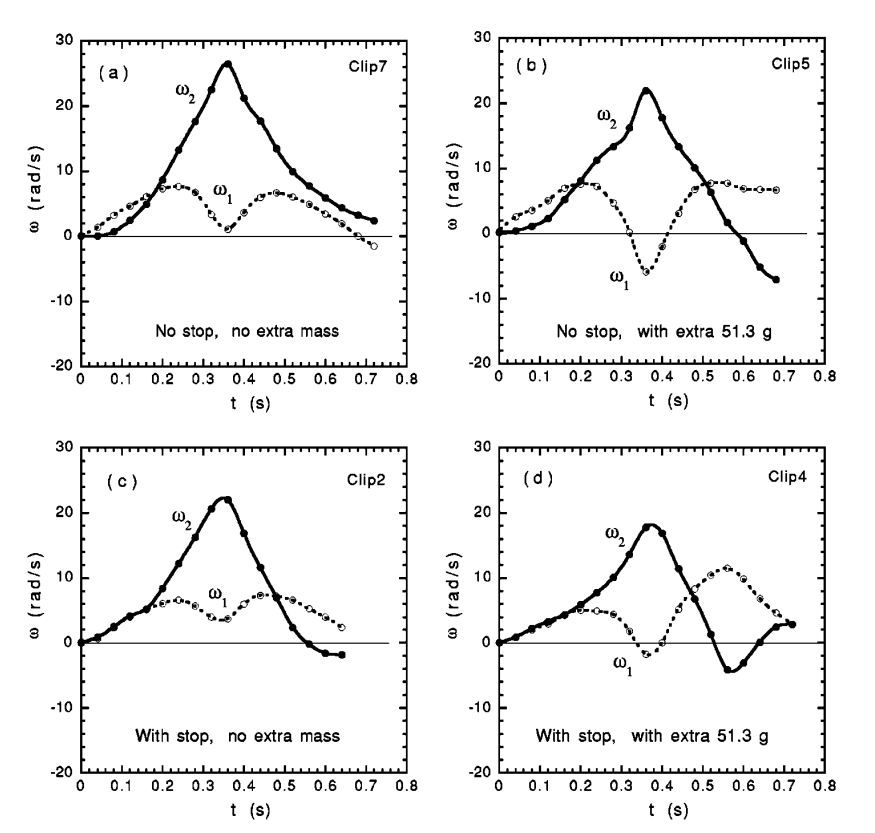 30
20
10
0
-10
-20
ω (rad/s)
(a)
Clip7
ω2
ω1
No stop, no extra mass
0 0.1 0.2 0.3 0.4 0.5 0.6 0.7 0.8
t (s)
30
20
10
0
-10
-20
ω (rad/s)
(b)
Clip5
ω2
ω1
No stop, with extra 51.3 g
0 0.1 0.2 0.3 0.4 0.5 0.6 0.7 0.8
t (s)
30
20
10
0
-10
-20
ω (rad/s)
(c)
Clip2
ω2
ω1
With stop, no extra mass
0 0.1 0.2 0.3 0.4 0.5 0.6 0.7 0.8
t (s)
30
20
10
0
-10
-20
ω (rad/s)
(d)
Clip4
ω2
ω1
With stop, with extra 51.3 g
0 0.1 0.2 0.3 0.4 0.5 0.6 0.7 0.8
t (s)